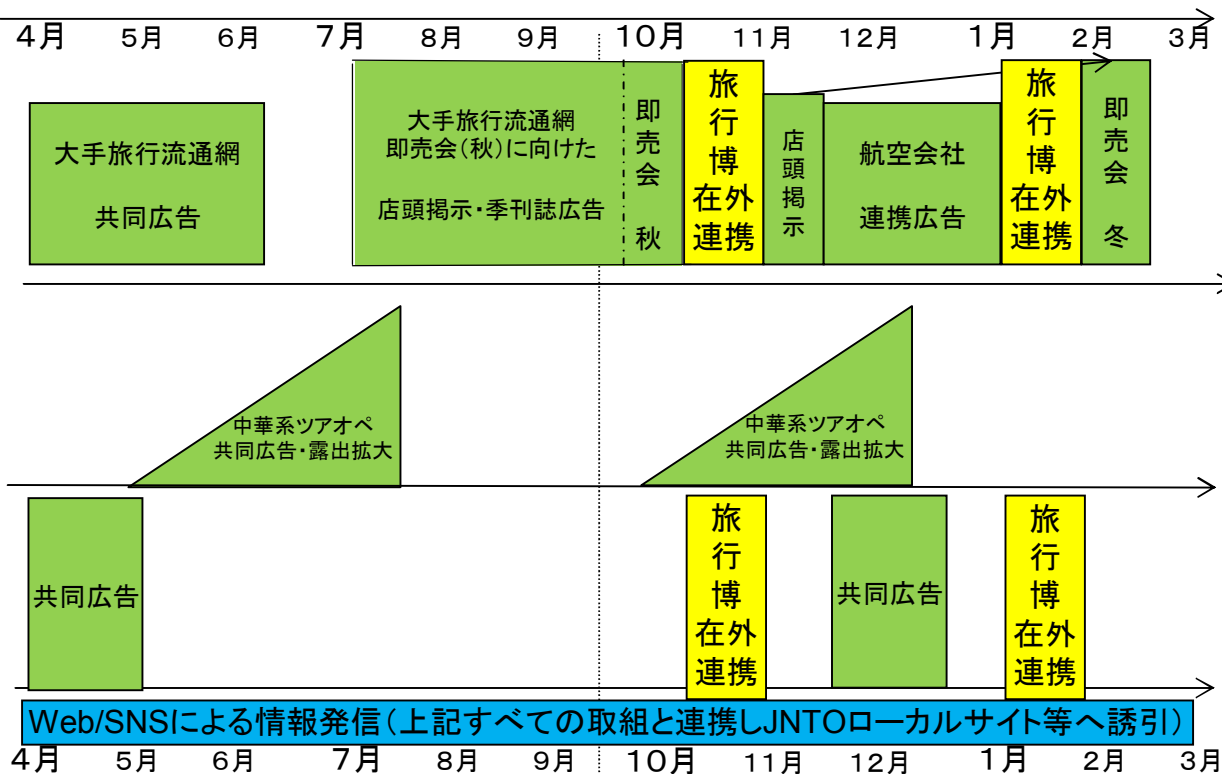 4月 5月 6月 7月 8月 9月 10月 11月 12月 1月 2月 3月
大手旅行流通網
共同広告
大手旅行流通網
即売会(秋)に向けた
店頭掲示・季刊誌広告
即売会 秋
旅行博
在外
連携
店頭掲示
航空会社
連携広告
旅行博
在外
連携
即売会 冬
中華系ツアオペ
共同広告・露出拡大
中華系ツアオペ
共同広告・露出拡大
共同広告
旅行博
在外
連携
共同広告
旅行博
在外
連携
Web/SNSによる情報発信(上記すべての取組と連携しJNTOローカルサイト等へ誘引)
4月 5月 6月 7月 8月 9月 10月 11月 12月 1月 2月 3月